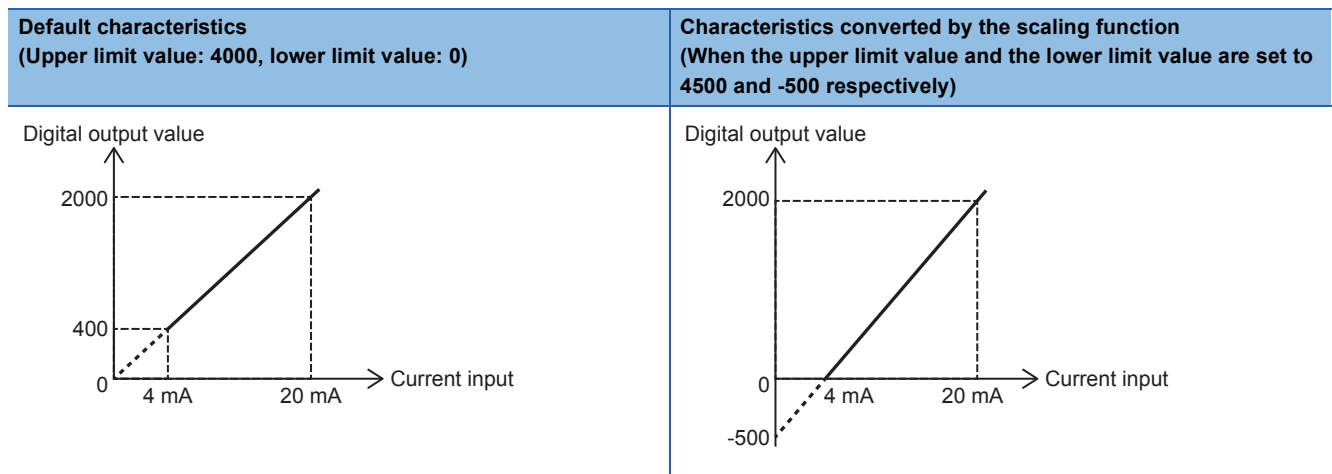 Default characteristics
(Upper limit value: 4000, lower limit value: 0)
Characteristics converted by the scaling function
(When the upper limit value and the lower limit value are set to
4500 and -500 respectively)
Digital output value
2000
400
0
4 mA
20 mA
Current input
Digital output value
2000
0
4 mA
20 mA
Current input
-500